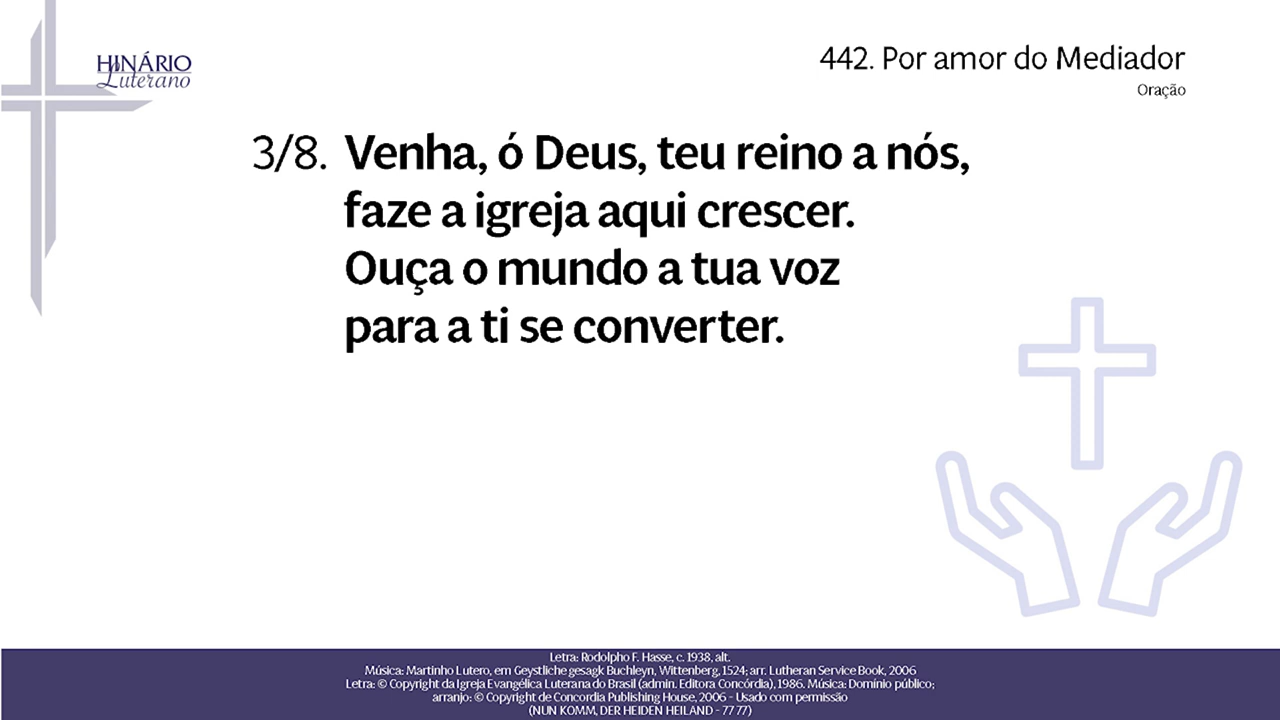 HINÁRIO
Luterano
442. Por amor do Mediador
Oração
3/8. Venha, ó Deus, teu reino a nós,
faze a igreja aqui crescer.
Ouça o mundo a tua voz
para a ti se converter.
Letra: Rodolpho F. Hasse, c. 1938, alt.
Música: Martinho Lutero, em Geystliche gesagk Buchleyn, Wittenberg, 1524; arr. Lutheran Service Book, 2006
Letra: © Copyright da Igreja Evangélica Luterana do Brasil (admin. Editora Concórdia), 1986. Música: Domínio público;
arranjo: © Copyright de Concordia Publishing House, 2006 - Usado com permissão
(NUN KOMM, DER HEIDEN HEILAND - 77 77)